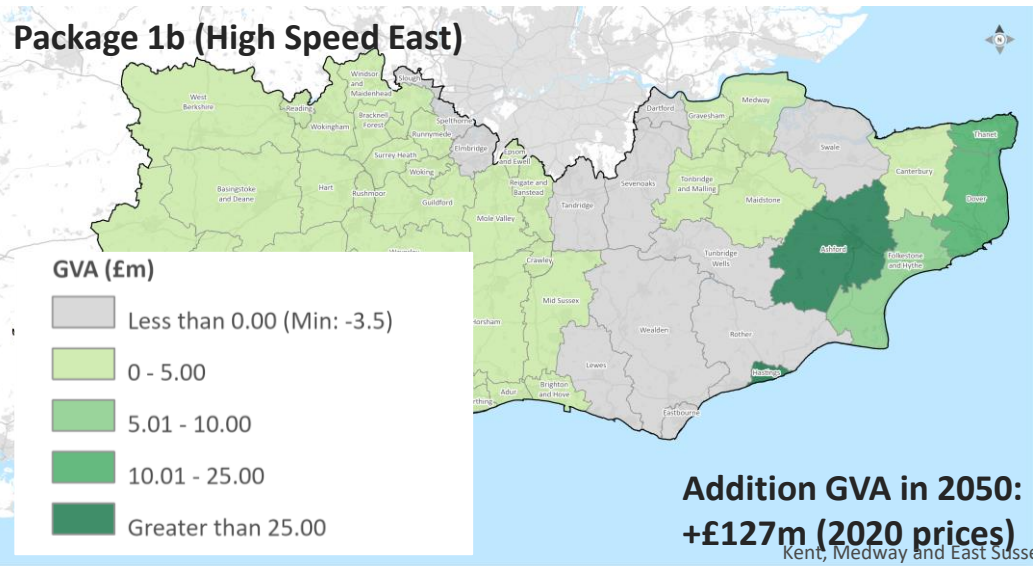 Package 1b (High Speed East)
N
Slough
Windsor
and
Maidenhead
West
Berkshire
Reading
Wokingham
Bracknell
Forest
Spelthorne
Runnymede
Elmbridge
Epsom
and Ewell
Surrey Heath
Woking
Reigate and
Banstead
Basingstoke
and Deane
Hart
Rushmoor
Guildford
Mole Valley
Tandridge
Sevenoaks
Dartford
Gravesham
Medway
Swale
Thanet
Canterbury
Tonbridge
and Malling
Maidstone
Dover
Ashford
Folkestone
and Hythe
Tunbridge
Wells
Crawley
Mid Sussex
Horsham
Wealden
Rother
Lewes
Hastings
Adur
Brighton
and Hove
Eastbourne
GVA (£m)
Less than 0.00 (Min: -3.5)
0 - 5.00
5.01 - 10.00
10.01 - 25.00
Greater than 25.00
Addition GVA in 2050:
+£127m (2020 prices)
Kent, Medway and East Susse